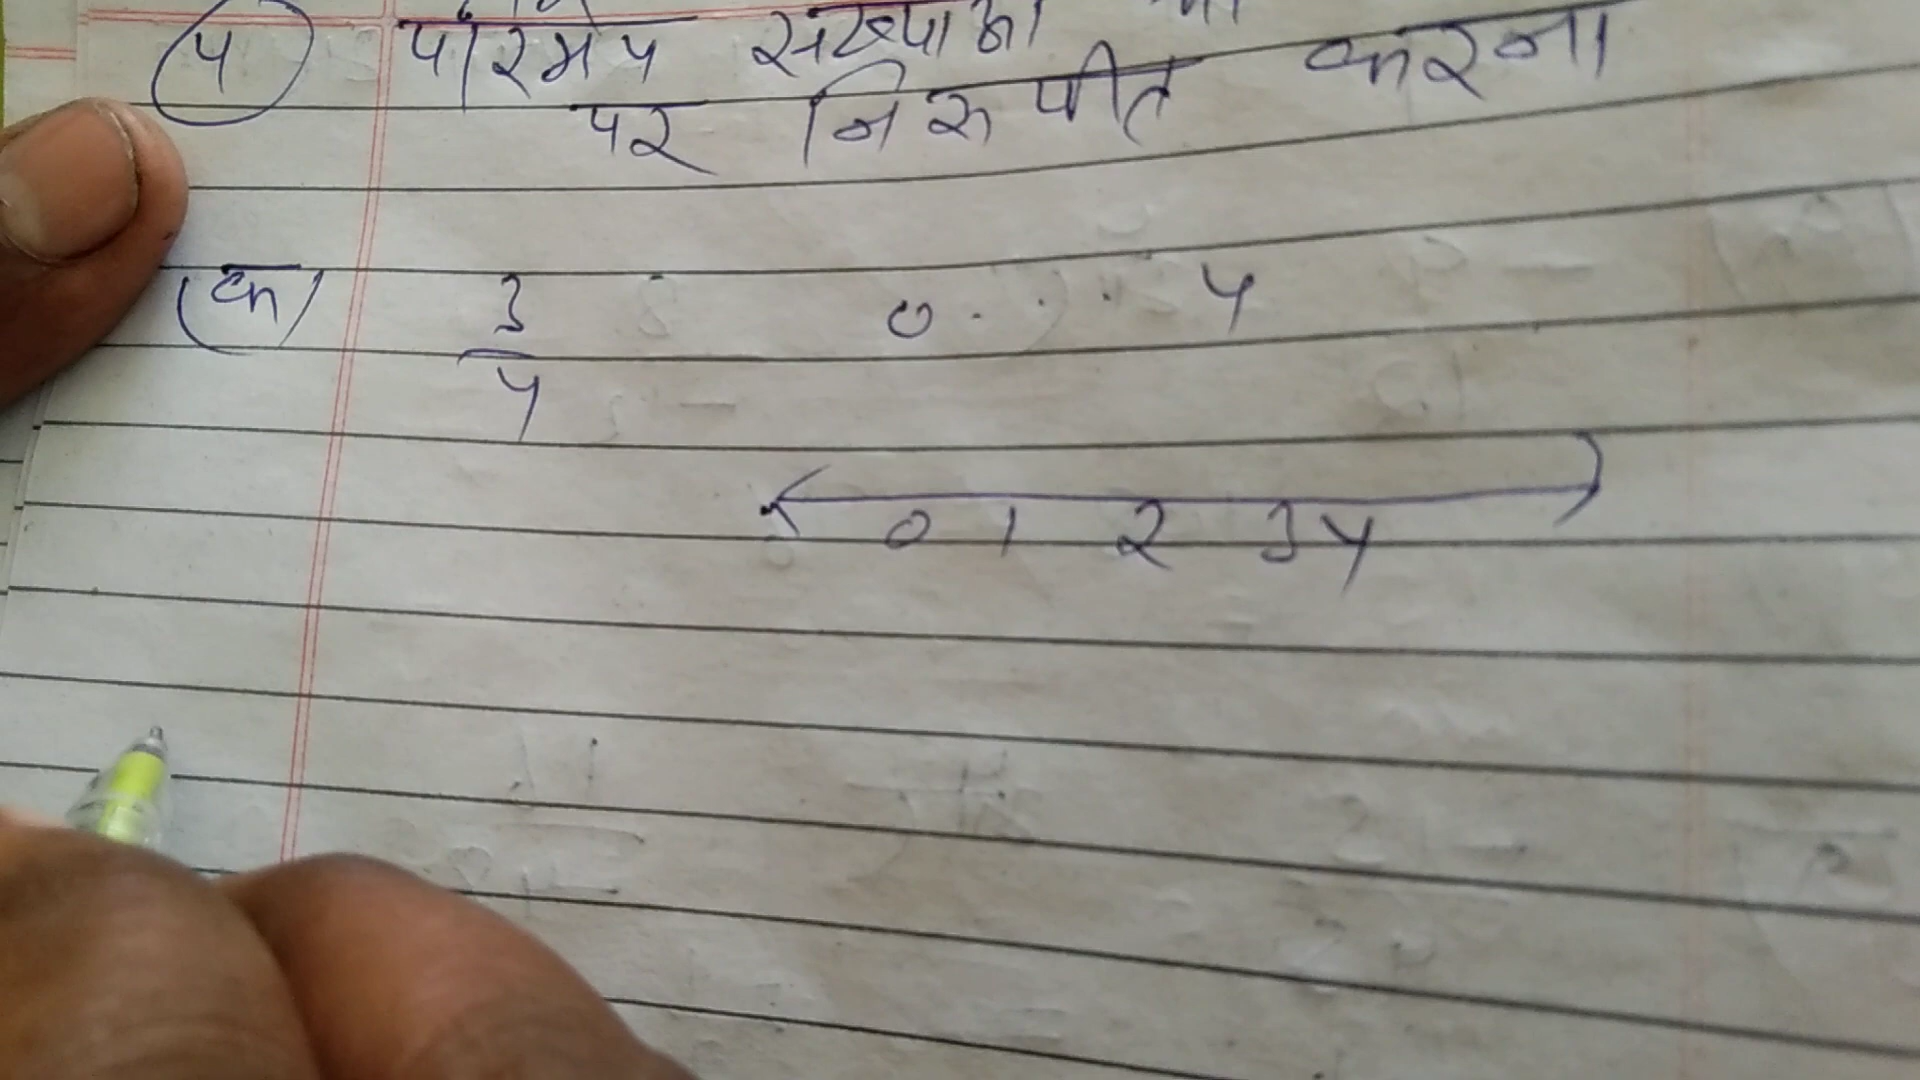 ५ परिमेय संख्याओं को
पर निरुपीत करना
(क) 3 0 . . . 4
4
0 1 2 3 4